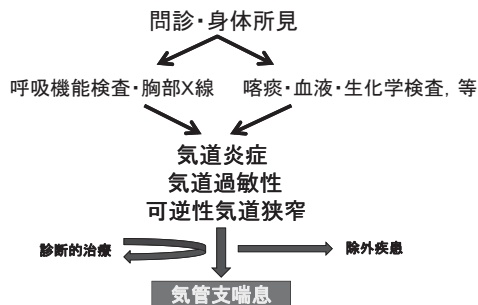 問診・身体所見
呼吸機能検査・胸部X線
喀痰・血液・生化学検査, 等
気道炎症
気道過敏性
可逆性気道狭窄
診断的治療
除外疾患
気管支喘息